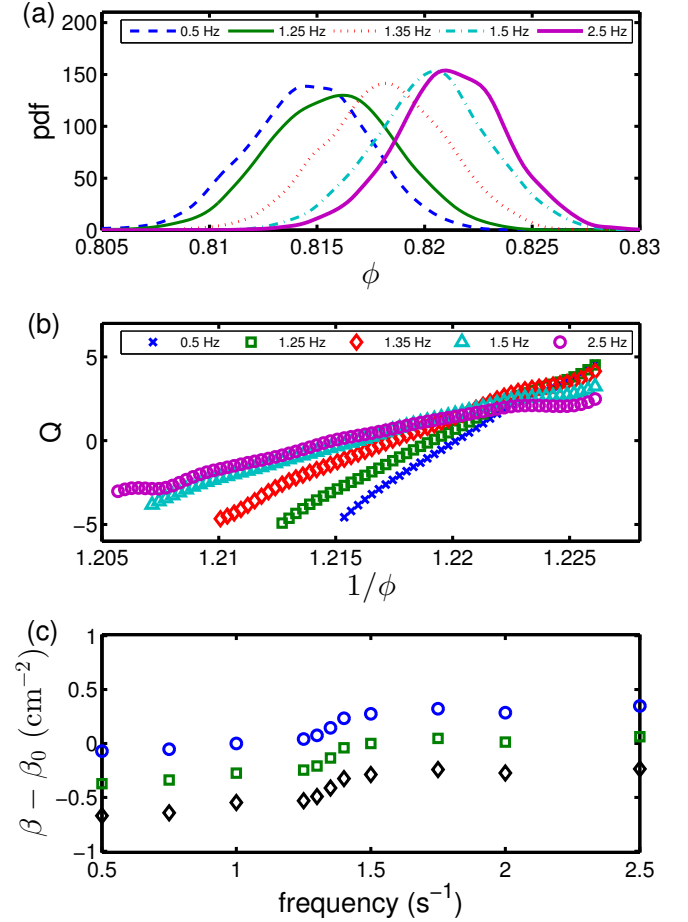 (a)
200
150
100
50
0
pdf
0.5 Hz 1.25 Hz 1.35 Hz 1.5 Hz 2.5 Hz
0.805 0.81 0.815 0.82 0.825 0.83
ϕ
(b)
5
0
−5
Q
0.5 Hz 1.25 Hz 1.35 Hz 1.5 Hz 2.5 Hz
1.205 1.21 1.215 1.22 1.225
1/ϕ
(c)
1
0.5
0
−0.5
−1
β − β₀ (cm⁻²)
0.5 1 1.5 2 2.5
frequency (s⁻¹)